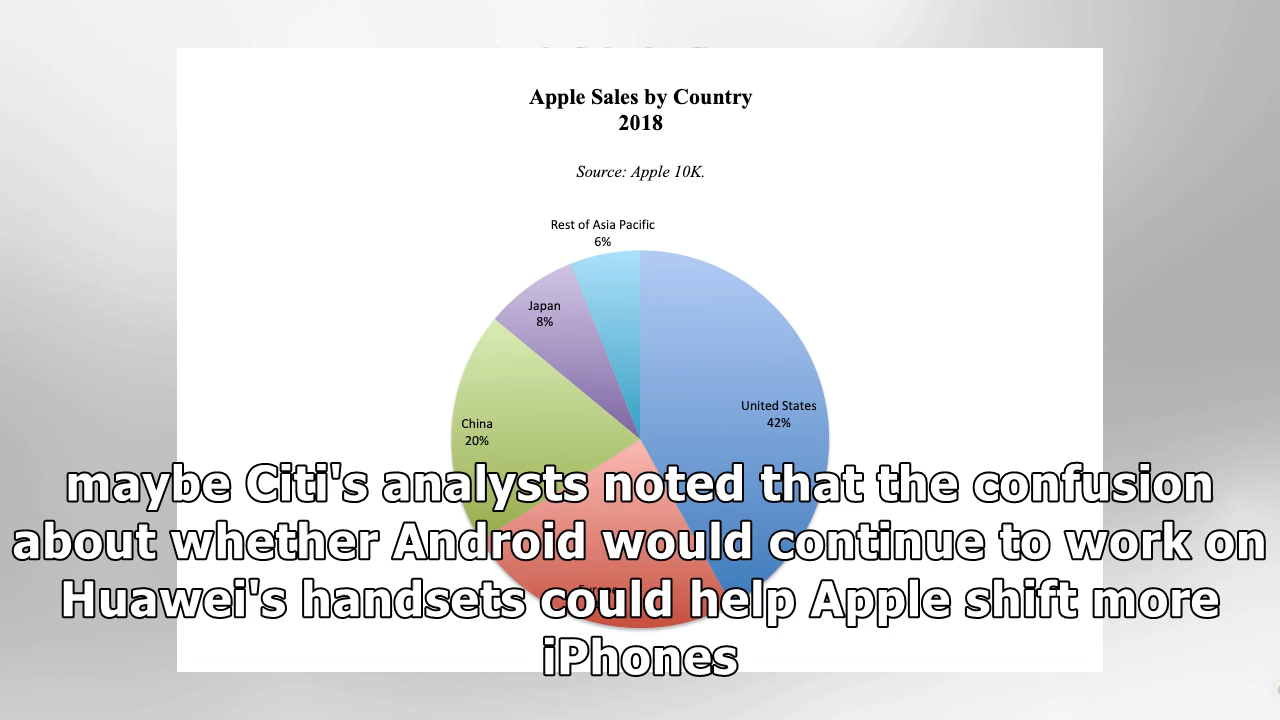 Apple Sales by Country
2018
Source: Apple 10K.
Rest of Asia Pacific
6%
Japan
8%
United States
42%
China
20%
maybe Citi's analysts noted that the confusion
about whether Android would continue to work on
Huawei's handsets could help Apple shift more
iPhones